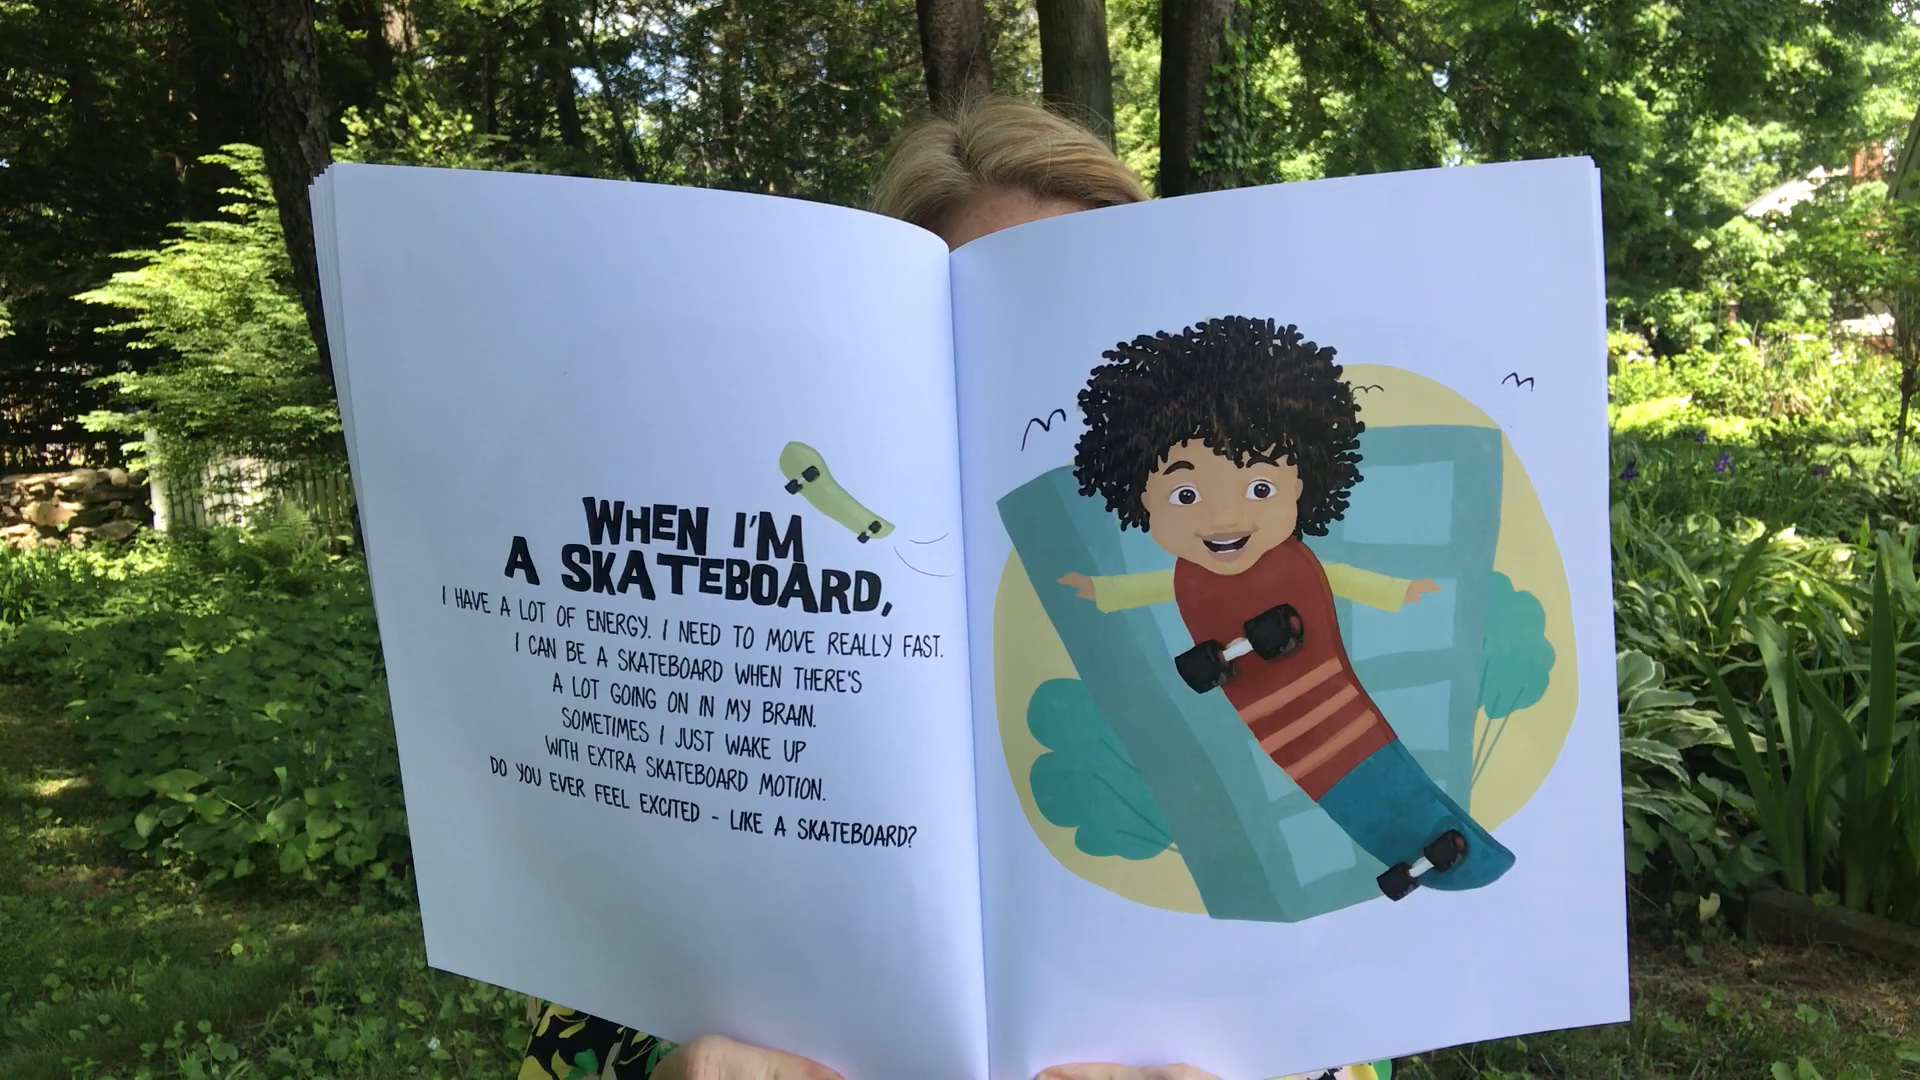 WHEN I'M
A SKATEBOARD,
I HAVE A LOT OF ENERGY. I NEED TO MOVE REALLY FAST.
I CAN BE A SKATEBOARD WHEN THERE'S
A LOT GOING ON IN MY BRAIN.
SOMETIMES I JUST WAKE UP
WITH EXTRA SKATEBOARD MOTION.
DO YOU EVER FEEL EXCITED - LIKE A SKATEBOARD?